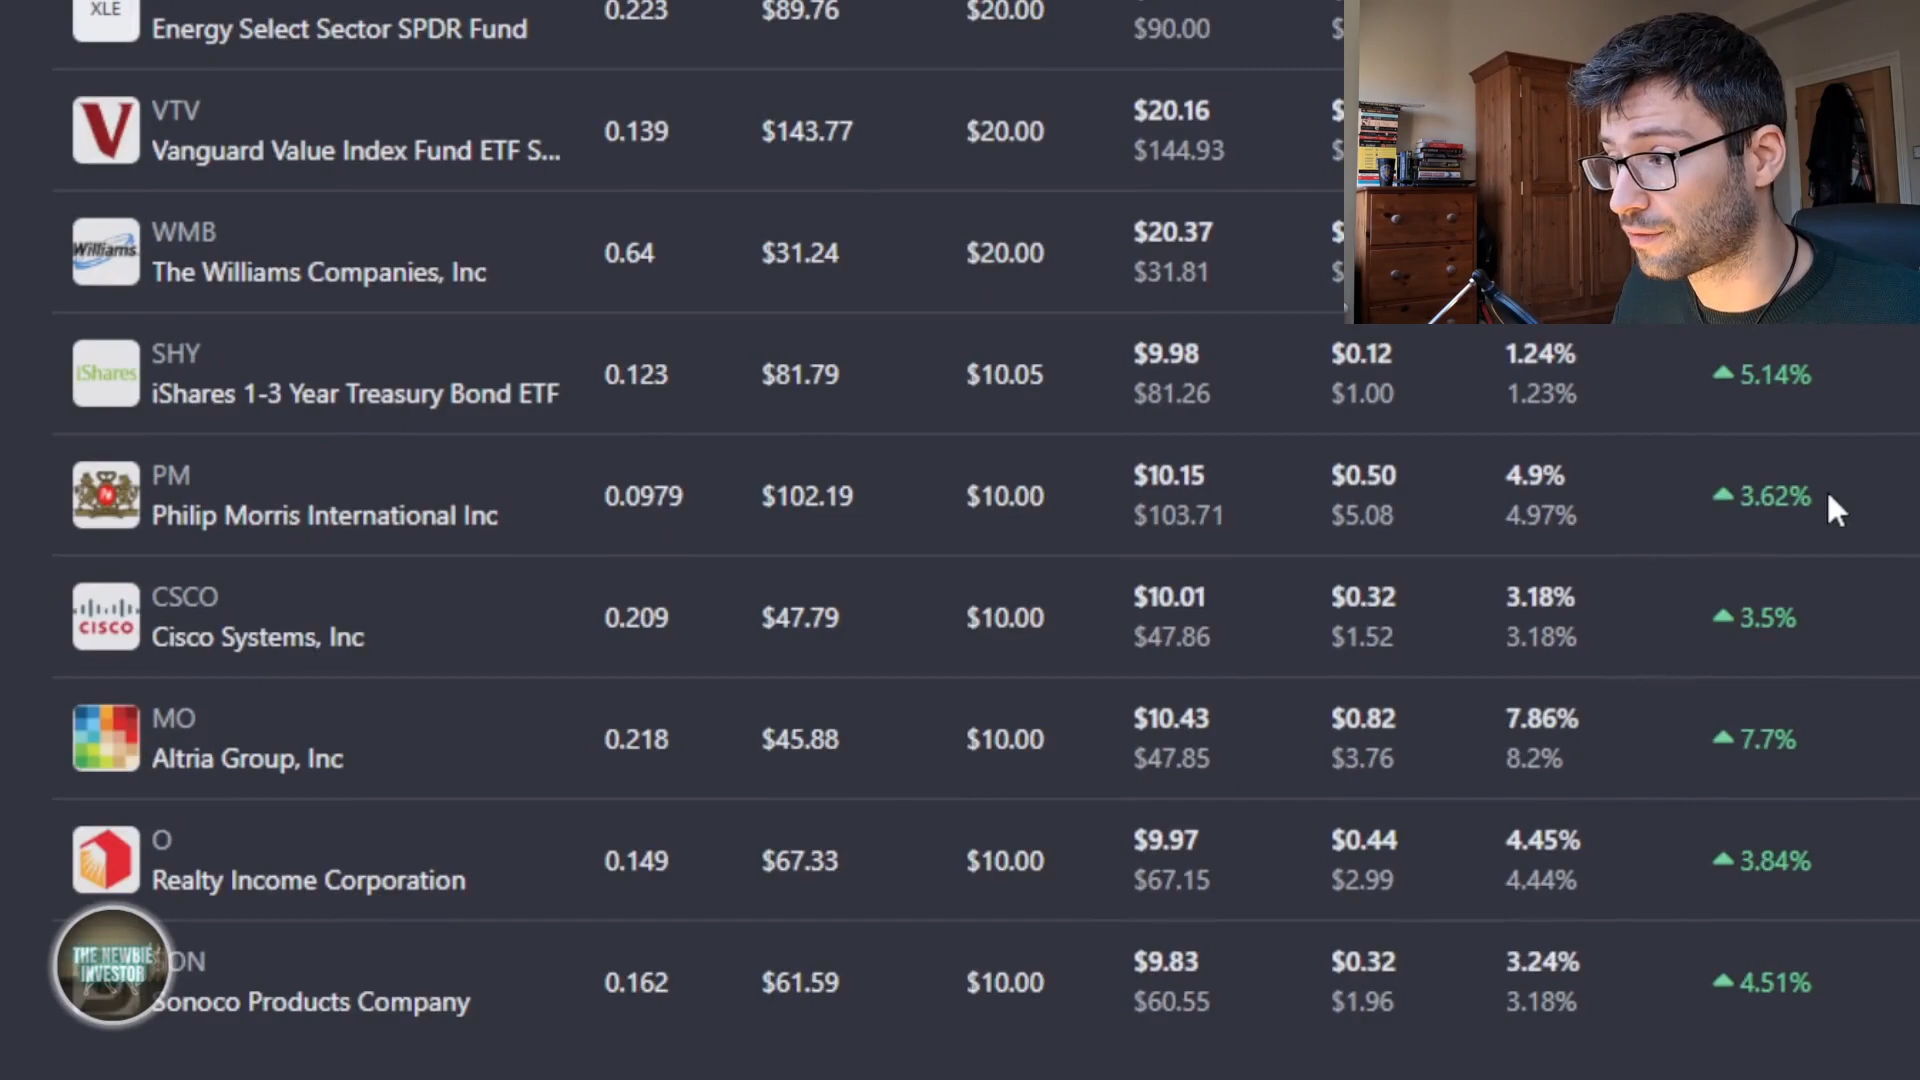 XLE
Energy Select Sector SPDR Fund
0.223 $89.76 $20.00
$90.00 $
VTV
Vanguard Value Index Fund ETF S...
0.139 $143.77 $20.00
$20.16 $
$144.93 $
WMB
Williams
The Williams Companies, Inc
0.64 $31.24 $20.00
$20.37 $
$31.81 $
SHY
iShares
iShares 1-3 Year Treasury Bond ETF
0.123 $81.79 $10.05
$9.98 $0.12 1.24%
$81.26 $1.00 1.23%
5.14%
PM
Philip Morris International Inc
0.0979 $102.19 $10.00
$10.15 $0.50 4.9%
$103.71 $5.08 4.97%
3.62%
CSCO
CISCO
Cisco Systems, Inc
0.209 $47.79 $10.00
$10.01 $0.32 3.18%
$47.86 $1.52 3.18%
3.5%
MO
Altria Group, Inc
0.218 $45.88 $10.00
$10.43 $0.82 7.86%
$47.85 $3.76 8.2%
7.7%
O
Realty Income Corporation
0.149 $67.33 $10.00
$9.97 $0.44 4.45%
$67.15 $2.99 4.44%
3.84%
THE NEWBIE
INVESTOR
ON
Sonoco Products Company
0.162 $61.59 $10.00
$9.83 $0.32 3.24%
$60.55 $1.96 3.18%
4.51%